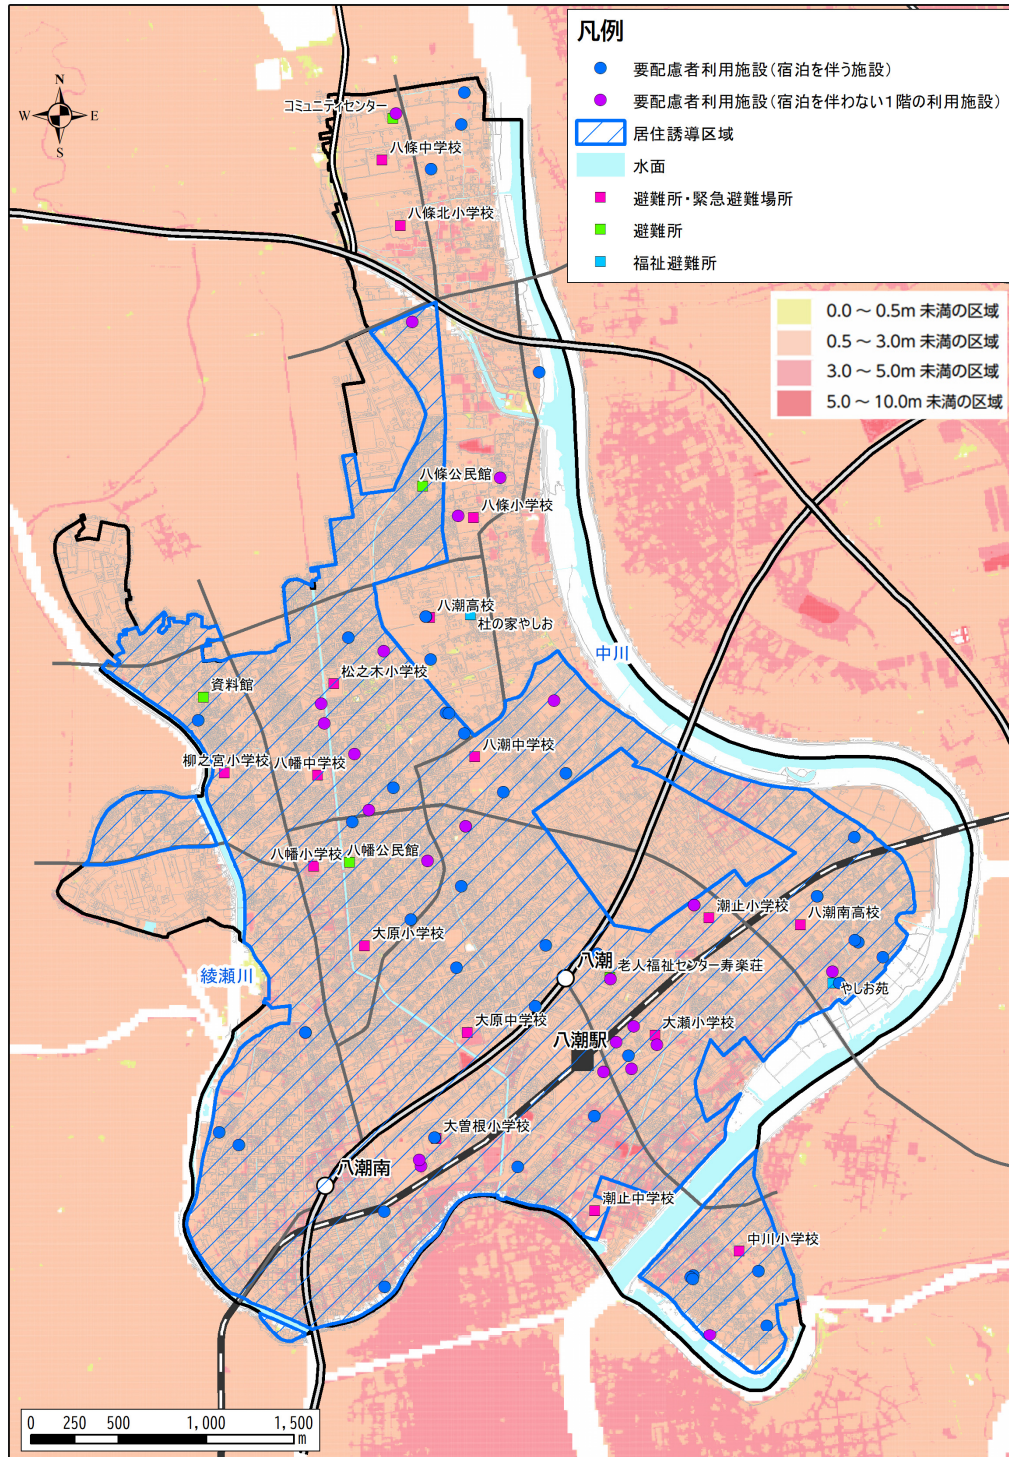 凡例
要配慮者利用施設(宿泊を伴う施設)
要配慮者利用施設(宿泊を伴わない1階の利用施設)
居住誘導区域
水面
避難所・緊急避難場所
避難所
福祉避難所
0.0 ～ 0.5m 未満の区域
0.5 ～ 3.0m 未満の区域
3.0 ～ 5.0m 未満の区域
5.0 ～ 10.0m 未満の区域
N
W
E
S
コミュニティセンター
八條中学校
八條北小学校
八條公民館
八條小学校
八潮高校
杜の家やしお
中川
松之木小学校
資料館
八潮中学校
柳之宮小学校
八幡中学校
八幡小学校
八幡公民館
潮止小学校
八潮南高校
大原小学校
八潮
老人福祉センター寿楽荘
綾瀬川
やしお苑
大原中学校
大瀬小学校
八潮駅
大曽根小学校
八潮南
潮止中学校
中川小学校
0 250 500 1,000 1,500
m